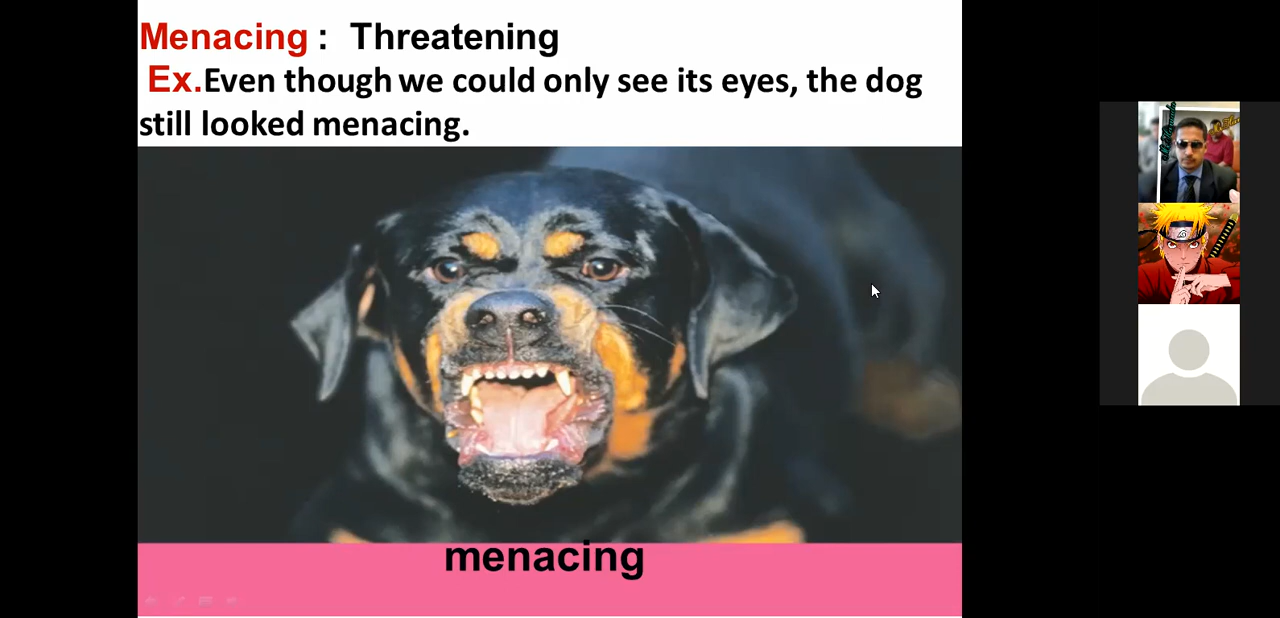 Menacing : Threatening
Ex.Even though we could only see its eyes, the dog
still looked menacing.
menacing